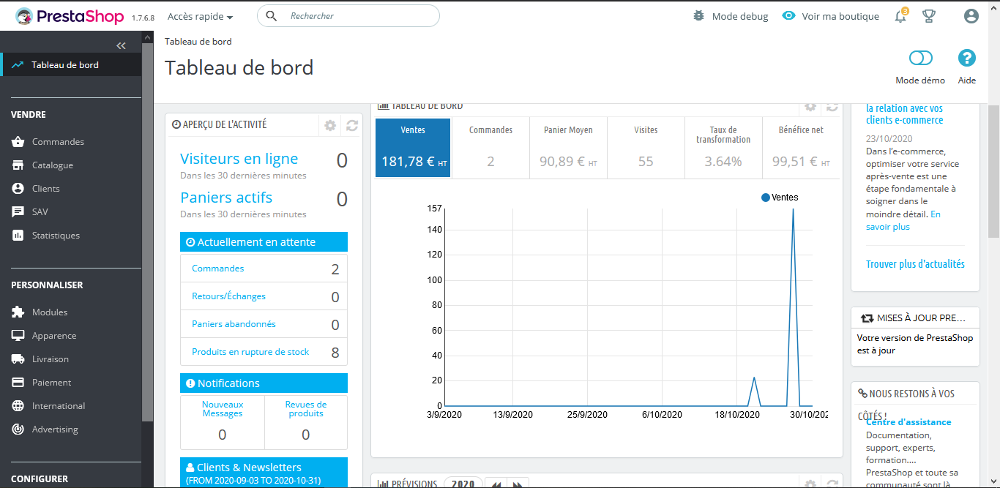 PrestaShop 1.7.6.8 Accès rapide Rechercher Mode debug Voir ma boutique 3
Tableau de bord
VENDRE
Commandes
Catalogue
Clients
SAV
Statistiques
PERSONNALISER
Modules
Apparence
Livraison
Paiement
International
Advertising
CONFIGURER
Tableau de bord
Tableau de bord
Mode démo
Aide
APERÇU DE L'ACTIVITÉ
Visiteurs en ligne 0
Dans les 30 dernières minutes
Paniers actifs 0
Dans les 30 dernières minutes
Actuellement en attente
Commandes 2
Retours/Échanges 0
Paniers abandonnés 0
Produits en rupture de stock 8
Notifications
Nouveaux Revues de
Messages produits
0 0
Clients & Newsletters
(FROM 2020-09-03 TO 2020-10-31)
TABLEAU DE BORD
Ventes Commandes Panier Moyen Visites Taux de Bénéfice net
transformation
181,78 € HT 2 90,89 € HT 55 3.64% 99,51 € HT
Ventes
157
140
120
100
80
60
40
20
0
3/9/2020 13/9/2020 25/9/2020 6/10/2020 18/10/2020 30/10/202
PRÉVISIONS 2020
la relation avec vos
clients e-commerce
23/10/2020
Dans l'e-commerce,
optimiser votre service
après-vente est une
étape fondamentale à
soigner dans le
moindre détail. En
savoir plus
Trouver plus d'actualités
MISES À JOUR PRE...
Votre version de PrestaShop
est à jour
NOUS RESTONS À VOS
CÔTÉS !
Centre d'assistance
Documentation,
support, experts,
formation....
PrestaShop et toute sa
communauté sont là